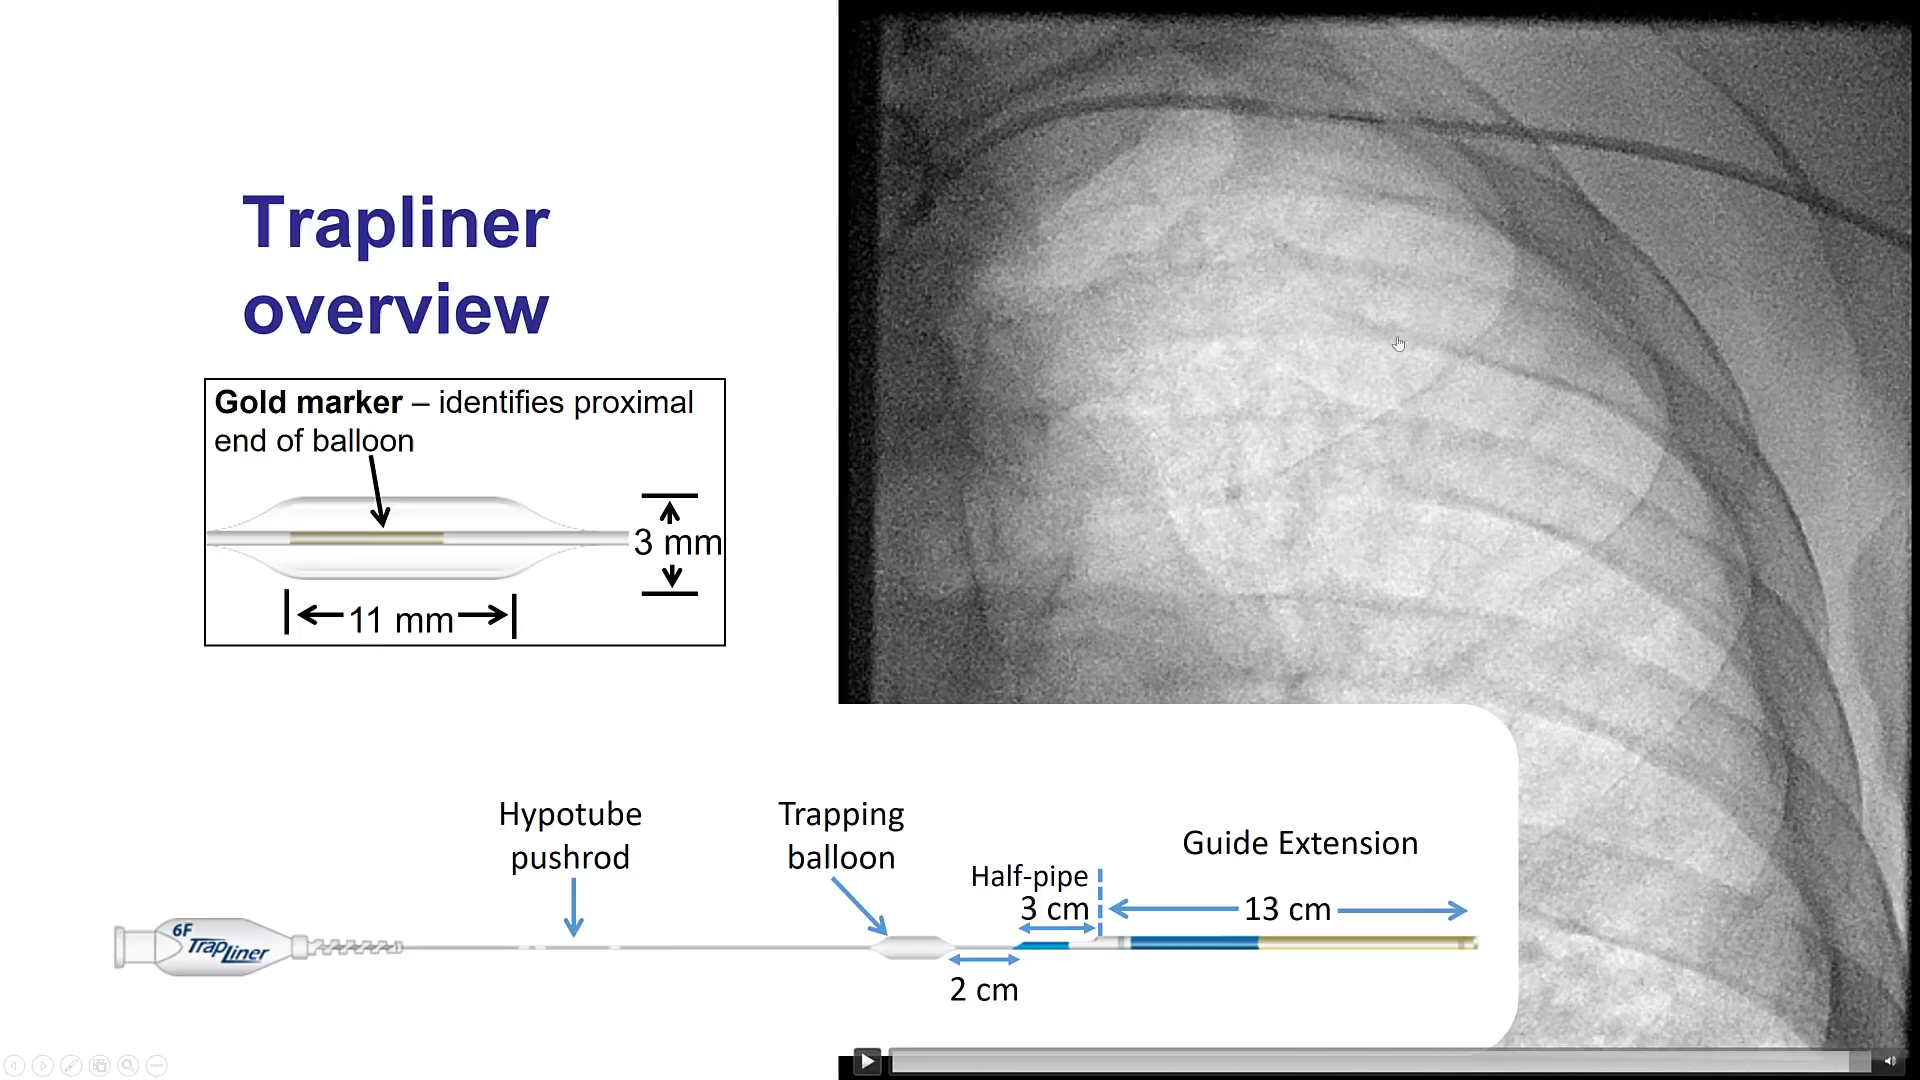 Trapliner
overview
Gold marker – identifies proximal
end of balloon
3 mm
11 mm
Hypotube
pushrod
Trapping
balloon
Half-pipe
3 cm
Guide Extension
13 cm
2 cm
6F
TrapLiner